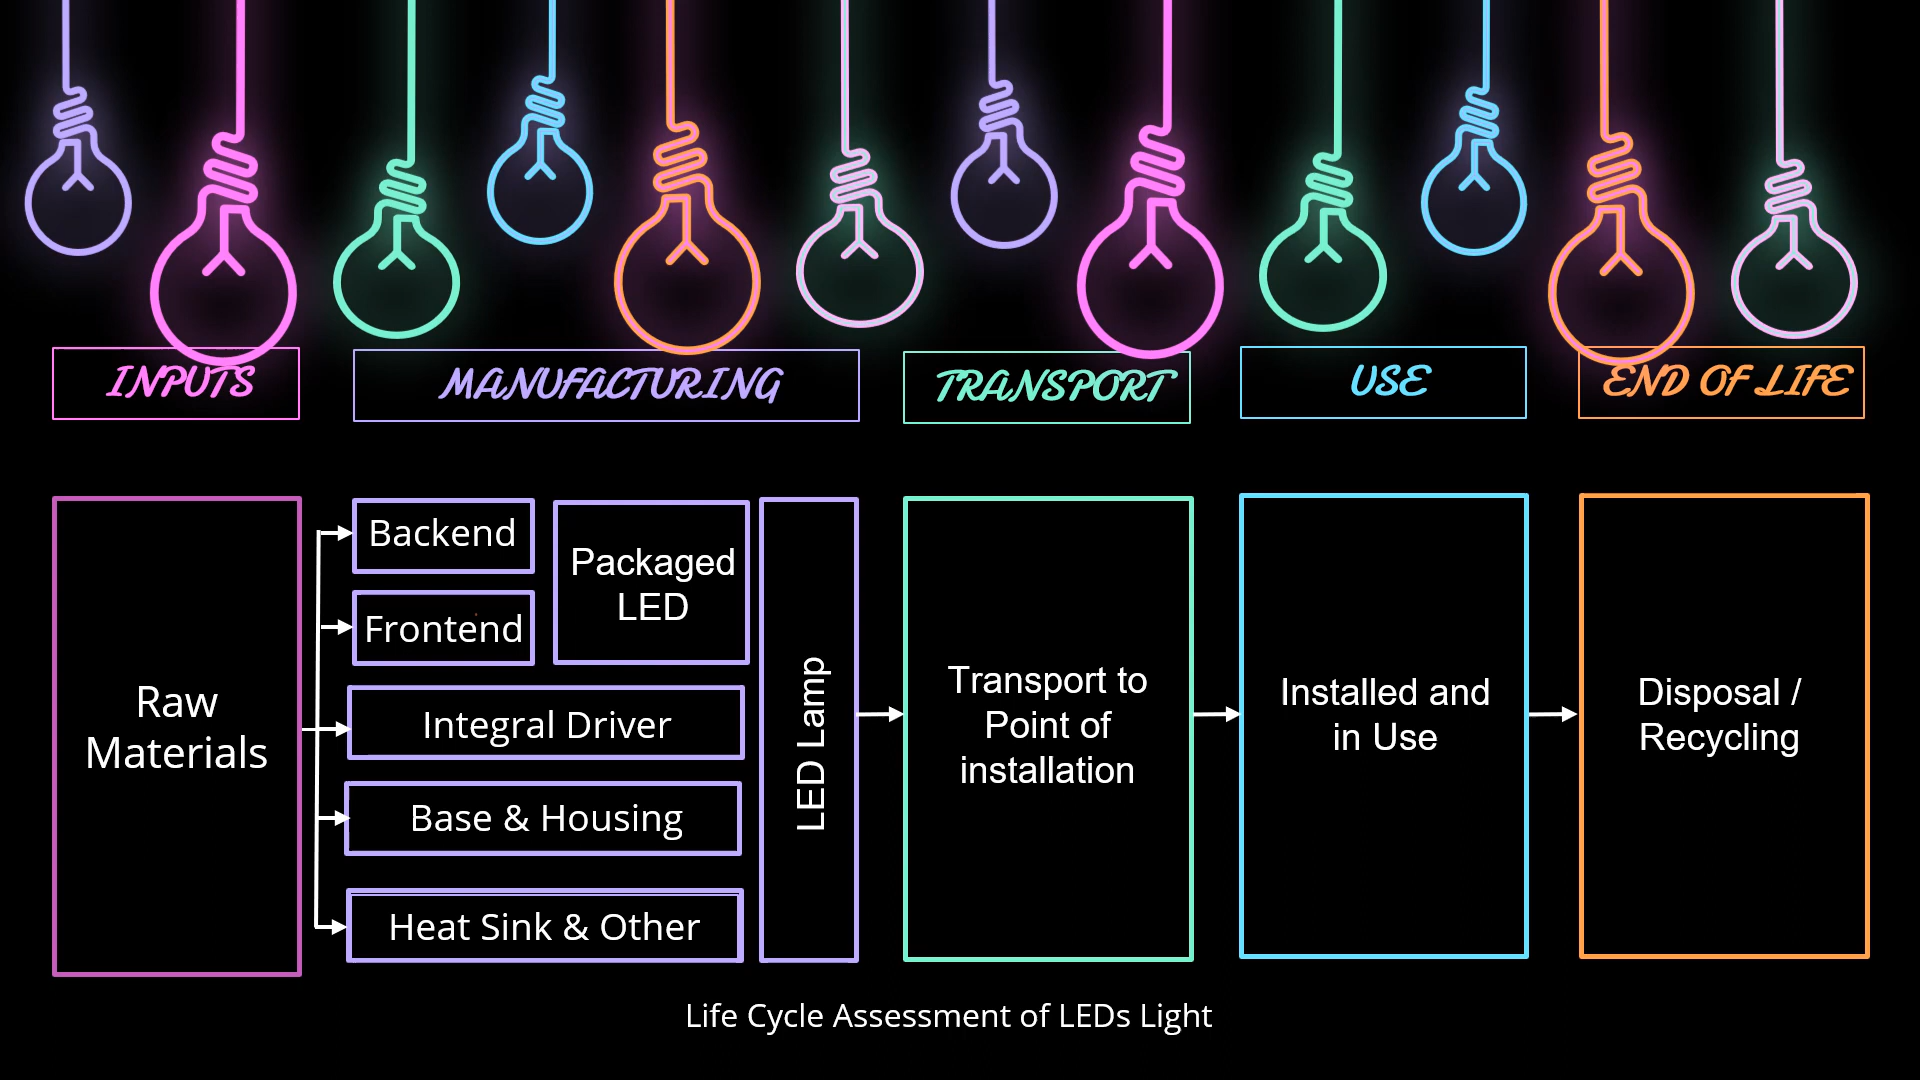 INPUTS
MANUFACTURING
TRANSPORT
USE
END OF LIFE
Raw
Materials
Backend
Frontend
Packaged
LED
Integral Driver
Base & Housing
Heat Sink & Other
LED Lamp
Transport to
Point of
installation
Installed and
in Use
Disposal /
Recycling
Life Cycle Assessment of LEDs Light